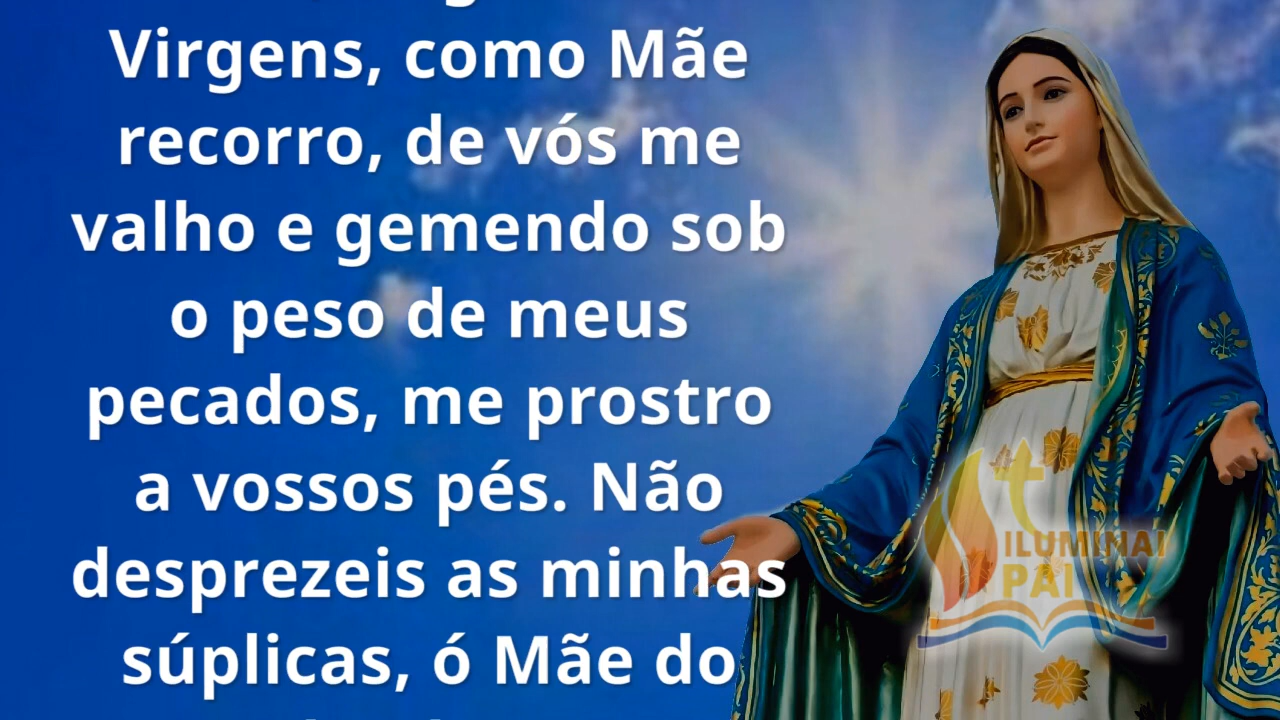 Virgens, como Mãe
recorro, de vós me
valho e gemendo sob
o peso de meus
pecados, me prostro
a vossos pés. Não
desprezeis as minhas
súplicas, ó Mãe do
ILUMINAI
PAI